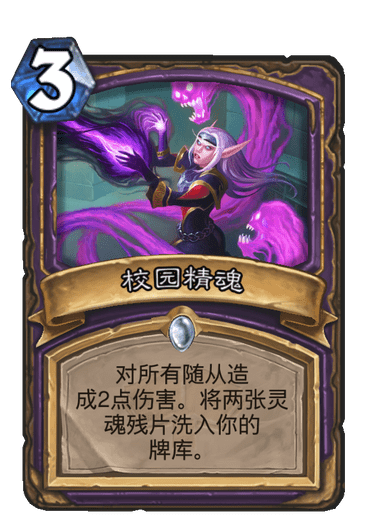 3
校园精魂
对所有随从造
成2点伤害。将两张灵
魂残片洗入你的
牌库。